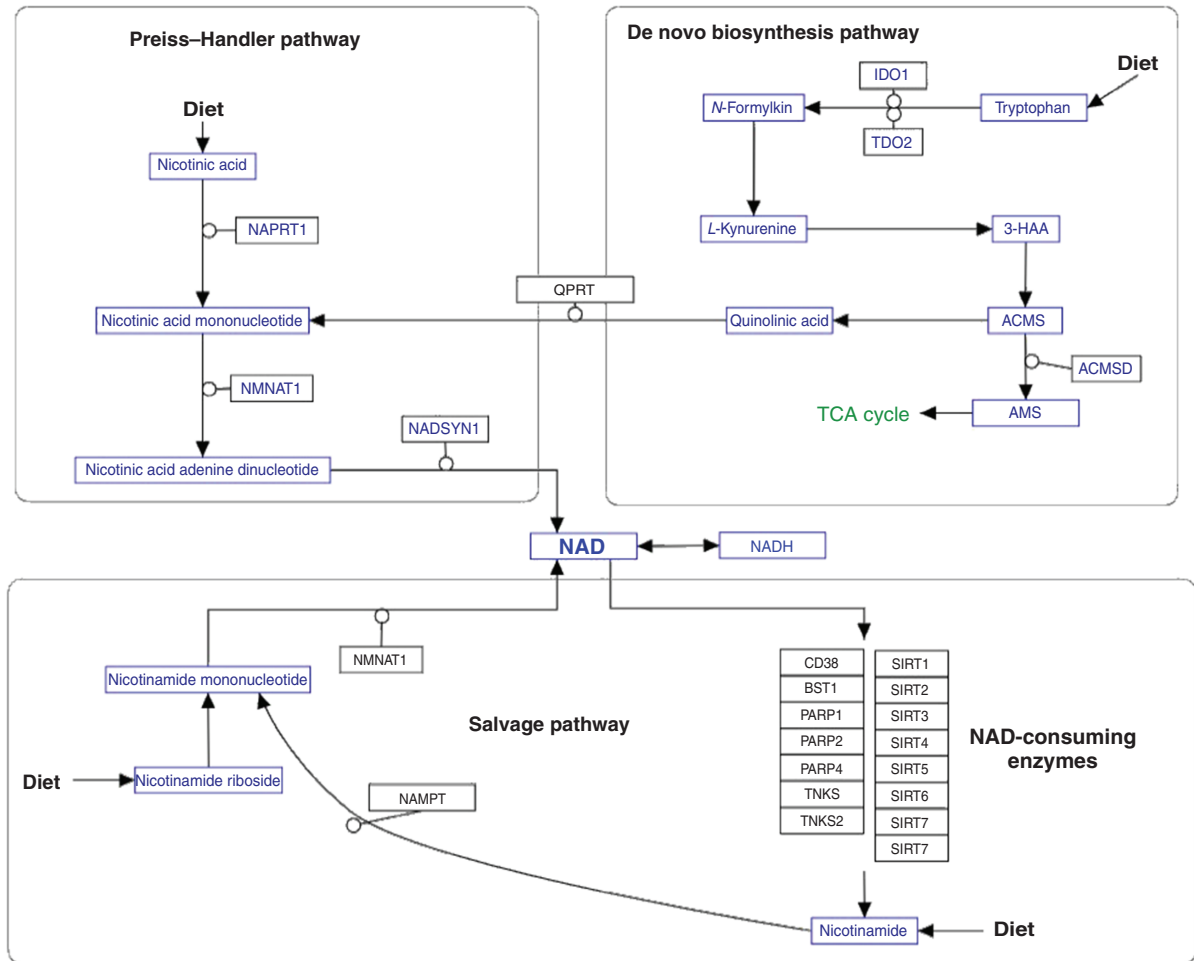 Preiss–Handler pathway
Diet
Nicotinic acid
NAPRT1
Nicotinic acid mononucleotide
NMNAT1
NADSYN1
Nicotinic acid adenine dinucleotide
De novo biosynthesis pathway
Diet
IDO1
N-Formylkin
Tryptophan
TDO2
L-Kynurenine
3-HAA
QPRT
Quinolinic acid
ACMS
ACMSD
TCA cycle
AMS
NAD
NADH
NMNAT1
Nicotinamide mononucleotide
Salvage pathway
Diet
Nicotinamide riboside
NAMPT
CD38
BST1
PARP1
PARP2
PARP4
TNKS
TNKS2
SIRT1
SIRT2
SIRT3
SIRT4
SIRT5
SIRT6
SIRT7
SIRT7
NAD-consuming
enzymes
Nicotinamide
Diet